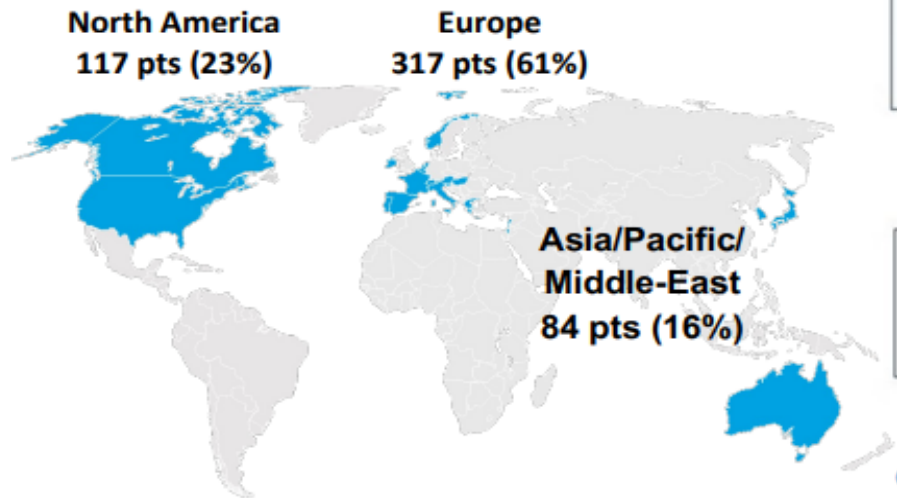 North America
117 pts (23%)
Europe
317 pts (61%)
Asia/Pacific/
Middle-East
84 pts (16%)